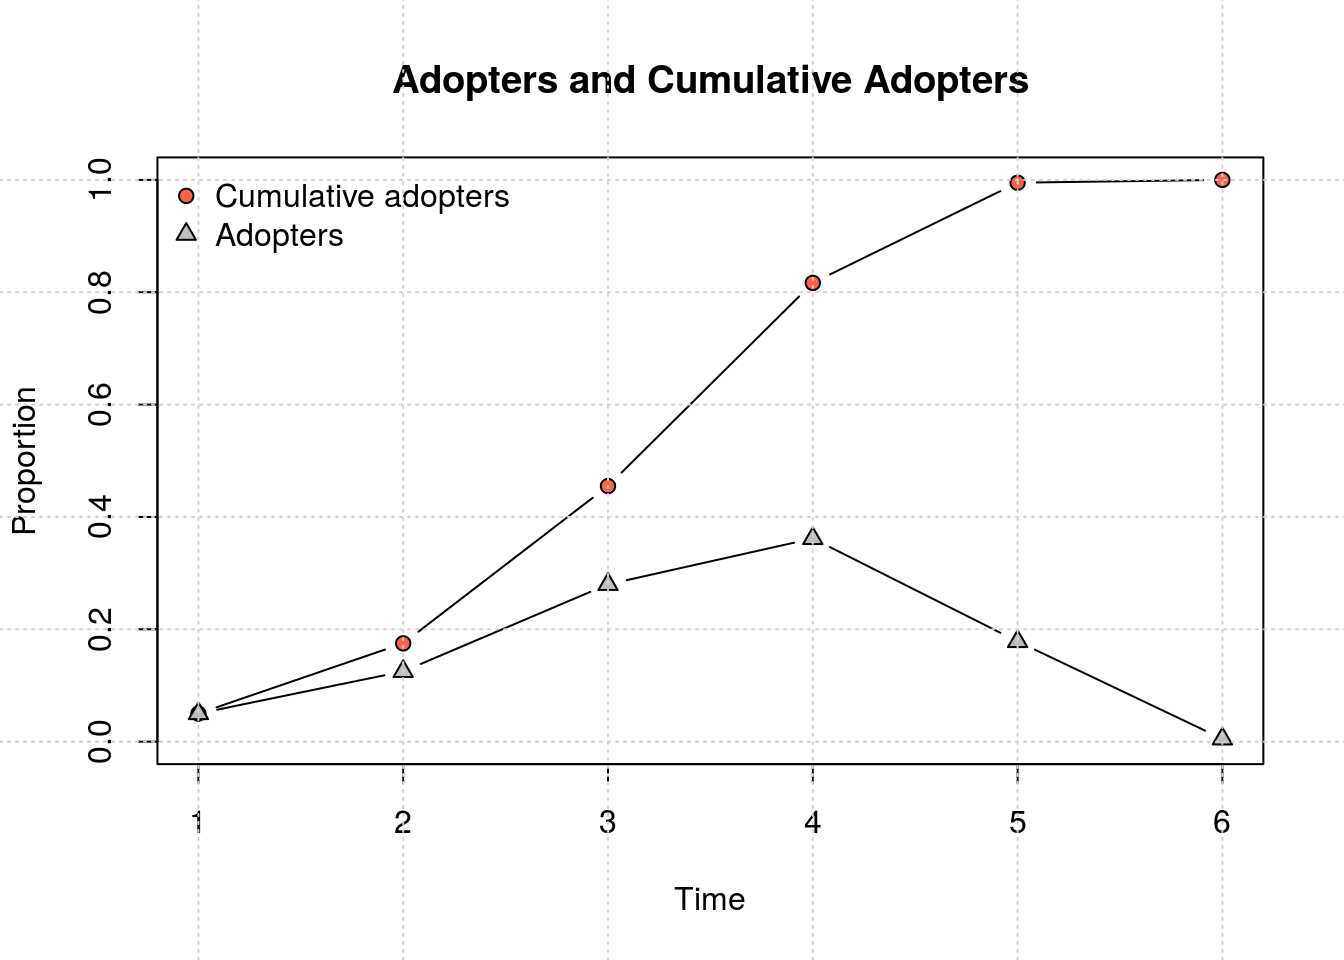 Adopters and Cumulative Adopters
Cumulative adopters
Adopters
1.0
0.8
0.6
0.4
0.2
0.0
Proportion
1 2 3 4 5 6
Time